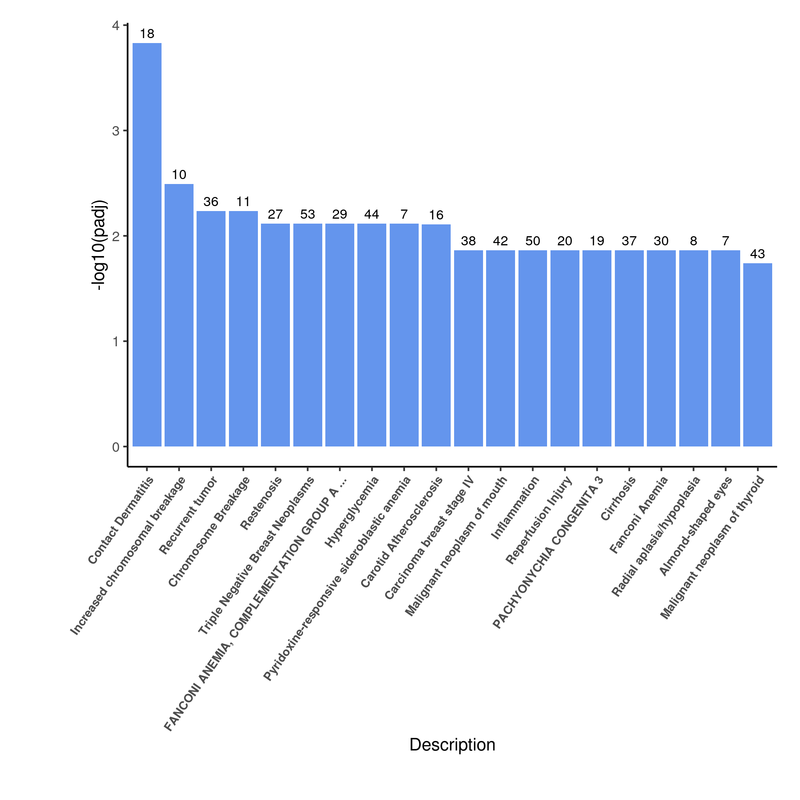 4
3
2
1
0
-log10(padj)
18
10
36
11
27
53
29
44
7
16
38
42
50
20
19
37
30
8
7
43
Contact Dermatitis
Increased chromosomal breakage
Recurrent tumor
Chromosome Breakage
Restenosis
Triple Negative Breast Neoplasms
FANCONI ANEMIA, COMPLEMENTATION GROUP A ...
Hyperglycemia
Pyridoxine-responsive sideroblastic anemia
Carotid Atherosclerosis
Carcinoma breast stage IV
Malignant neoplasm of mouth
Inflammation
Reperfusion Injury
PACHYONYCHIA CONGENITA 3
Cirrhosis
Fanconi Anemia
Radial aplasia/hypoplasia
Almond-shaped eyes
Malignant neoplasm of thyroid
Description